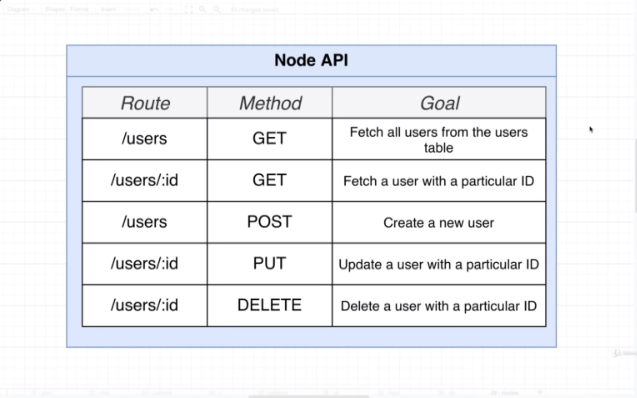 Node API
Route Method Goal
/users GET Fetch all users from the users
table
/users/:id GET Fetch a user with a particular ID
/users POST Create a new user
/users/:id PUT Update a user with a particular ID
/users/:id DELETE Delete a user with a particular ID